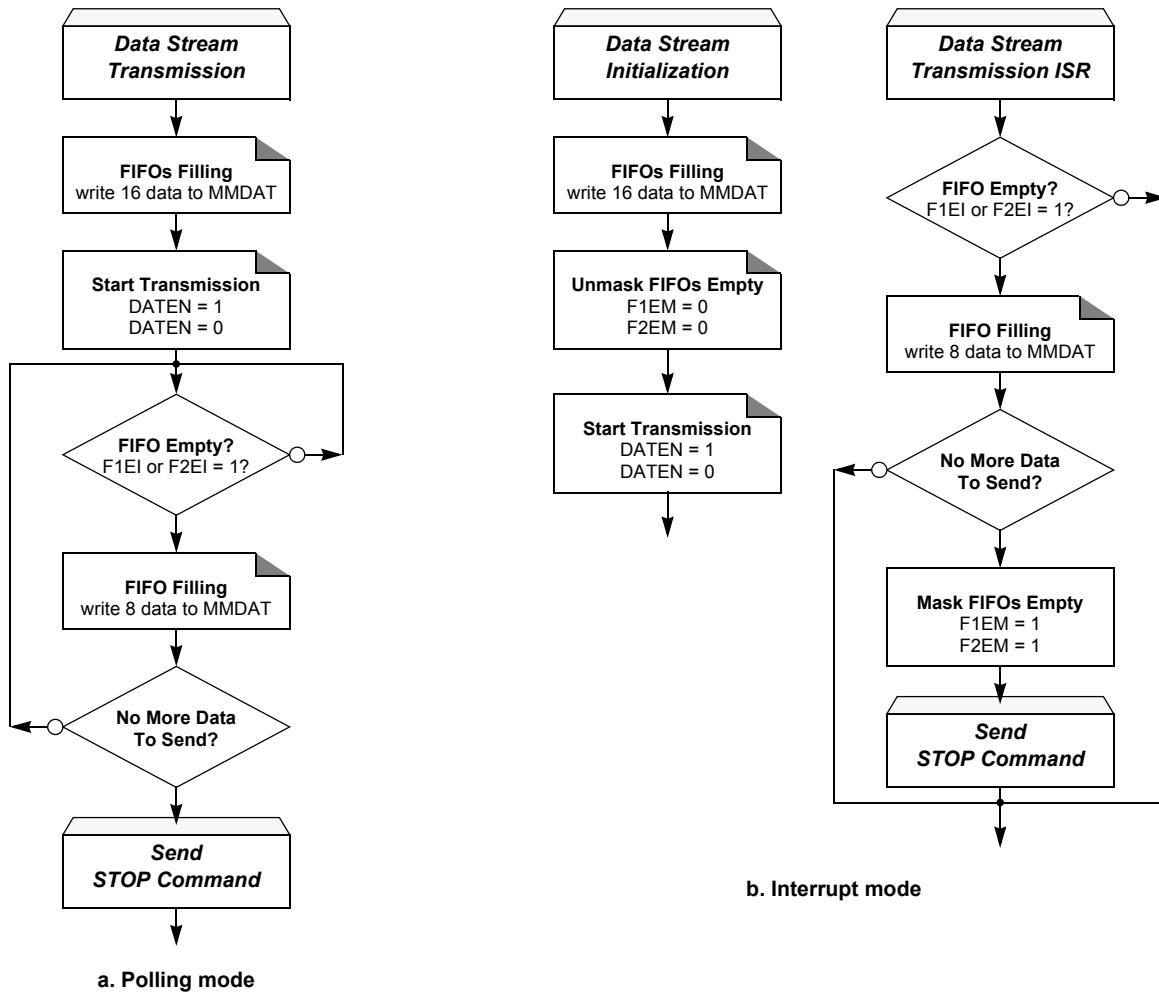 Data Stream
Transmission
FIFOs Filling
write 16 data to MMDAT
Start Transmission
DATEN = 1
DATEN = 0
FIFO Empty?
F1EI or F2EI = 1?
FIFO Filling
write 8 data to MMDAT
No More Data
To Send?
Send
STOP Command
a. Polling mode
Data Stream
Initialization
FIFOs Filling
write 16 data to MMDAT
Unmask FIFOs Empty
F1EM = 0
F2EM = 0
Start Transmission
DATEN = 1
DATEN = 0
Data Stream
Transmission ISR
FIFO Empty?
F1EI or F2EI = 1?
FIFO Filling
write 8 data to MMDAT
No More Data
To Send?
Mask FIFOs Empty
F1EM = 1
F2EM = 1
Send
STOP Command
b. Interrupt mode